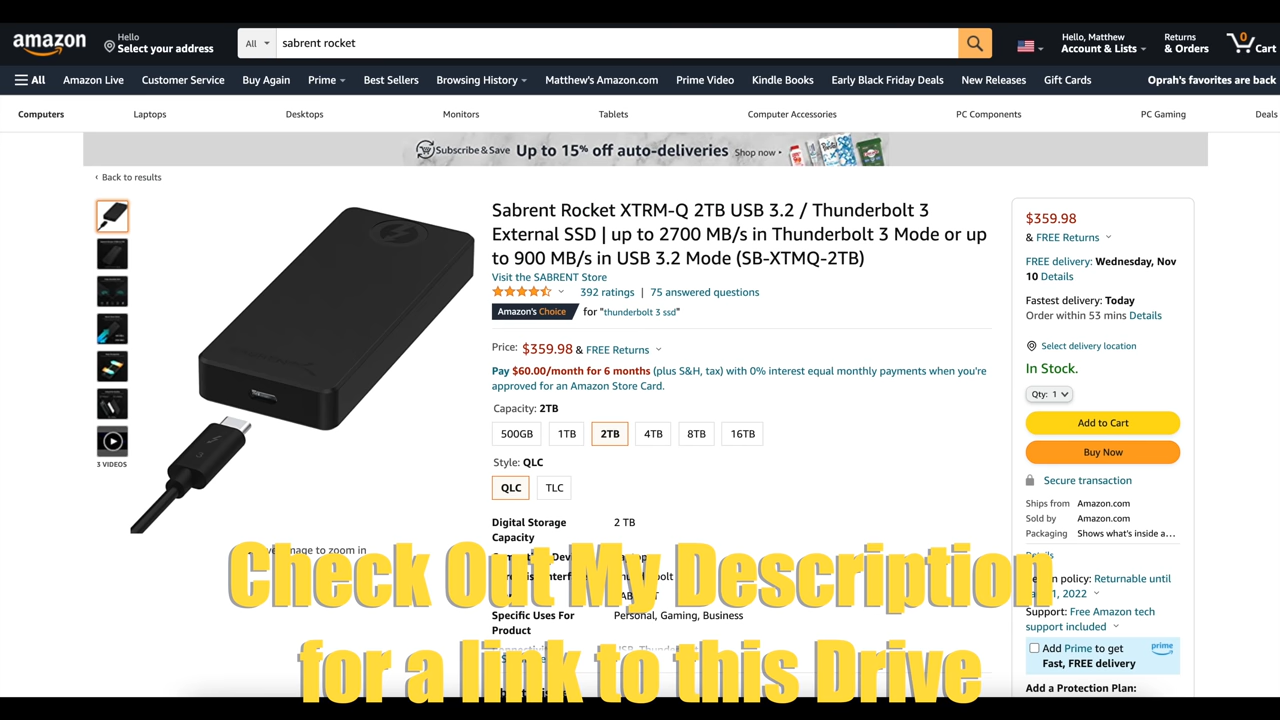 amazon
Hello
Select your address
All
sabrent rocket
Hello, Matthew
Account & Lists
Returns
& Orders
0
Cart
All
Amazon Live
Customer Service
Buy Again
Prime
Best Sellers
Browsing History
Matthew's Amazon.com
Prime Video
Kindle Books
Early Black Friday Deals
New Releases
Gift Cards
Oprah's favorites are back
Computers
Laptops
Desktops
Monitors
Tablets
Computer Accessories
PC Components
PC Gaming
Deals
Subscribe & Save
Up to 15% off auto-deliveries
Shop now
‹ Back to results
3 VIDEOS
image to zoom in
Sabrent Rocket XTRM-Q 2TB USB 3.2 / Thunderbolt 3
External SSD | up to 2700 MB/s in Thunderbolt 3 Mode or up
to 900 MB/s in USB 3.2 Mode (SB-XTMQ-2TB)
Visit the SABRENT Store
392 ratings | 75 answered questions
Amazon's Choice for "thunderbolt 3 ssd"
Price: $359.98 & FREE Returns
Pay $60.00/month for 6 months (plus S&H, tax) with 0% interest equal monthly payments when you're
approved for an Amazon Store Card.
Capacity: 2TB
500GB
1TB
2TB
4TB
8TB
16TB
Style: QLC
QLC
TLC
Digital Storage
Capacity
2 TB
Specific Uses For
Product
Personal, Gaming, Business
$359.98
& FREE Returns
FREE delivery: Wednesday, Nov
10 Details
Fastest delivery: Today
Order within 53 mins Details
Select delivery location
In Stock.
Qty: 1
Add to Cart
Buy Now
Secure transaction
Ships from Amazon.com
Sold by Amazon.com
Packaging Shows what's inside a…
Details
policy: Returnable until
2022
Support: Free Amazon tech
support included
Add Prime to get
Fast, FREE delivery
prime
Add a Protection Plan:
Check Out My Description
for a link to this Drive